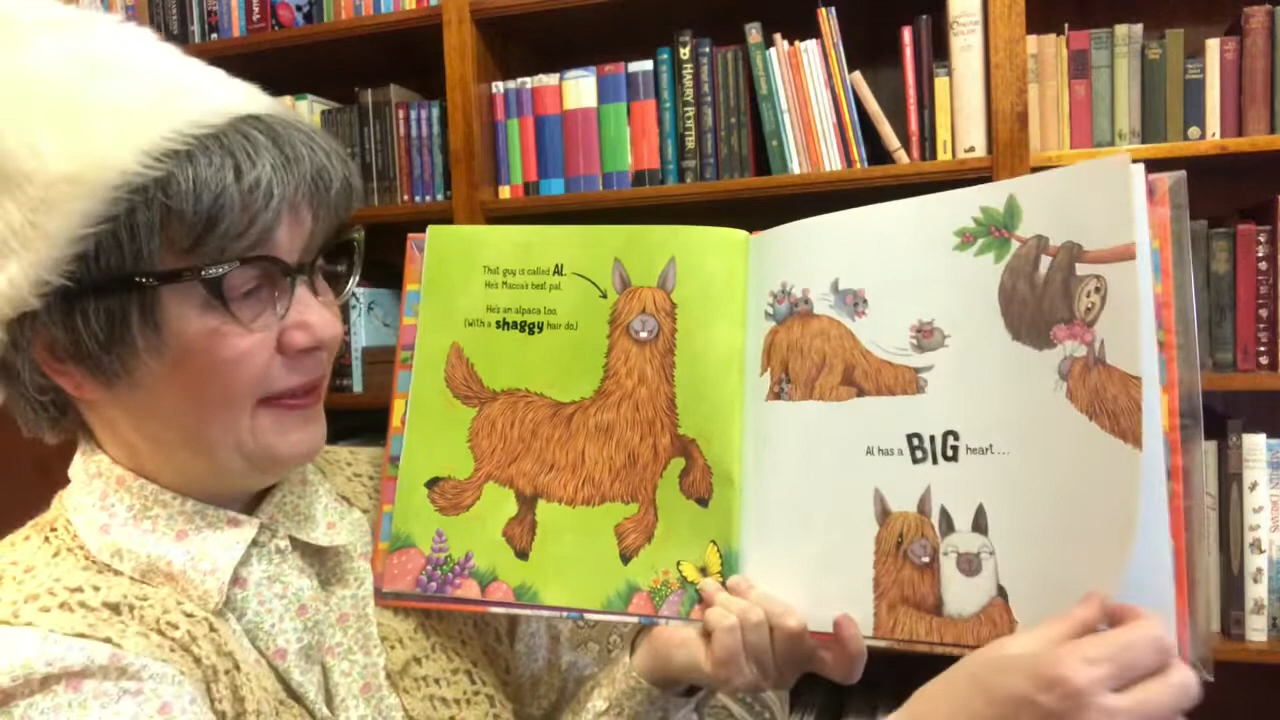 HARRY POTTER
That guy is called Al.
He's Macca's best pal.
He's an alpaca too.
(With a shaggy hair do.)
Al has a BIG heart...